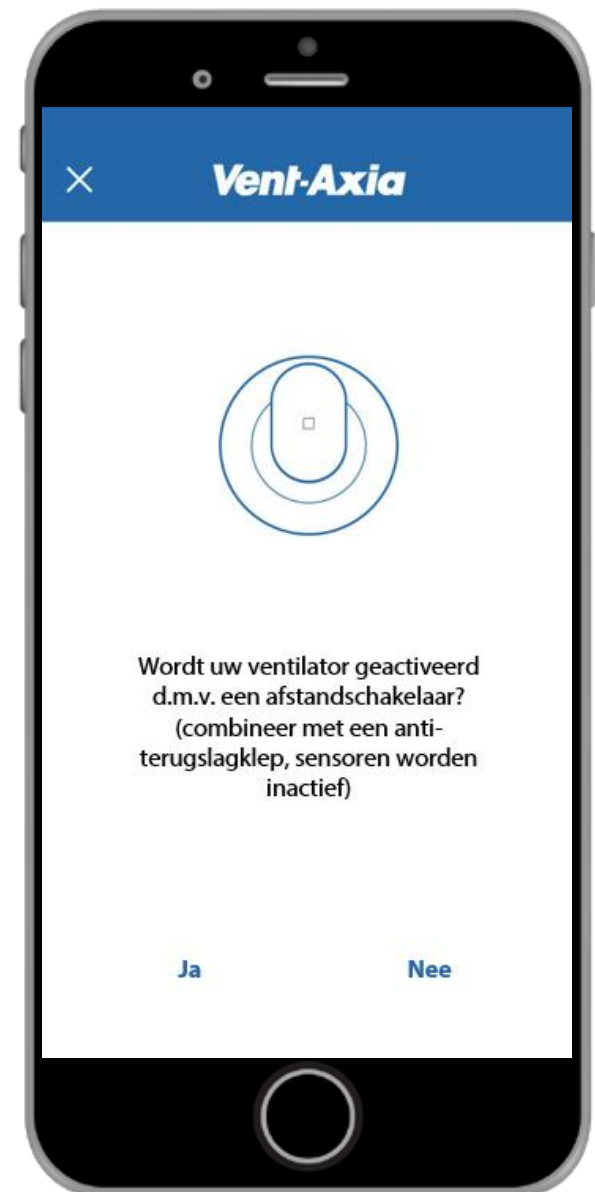 Vent-Axia
Wordt uw ventilator geactiveerd
d.m.v. een afstandschakelaar?
(combineer met een anti-
terugslagklep, sensoren worden
inactief)
Ja Nee